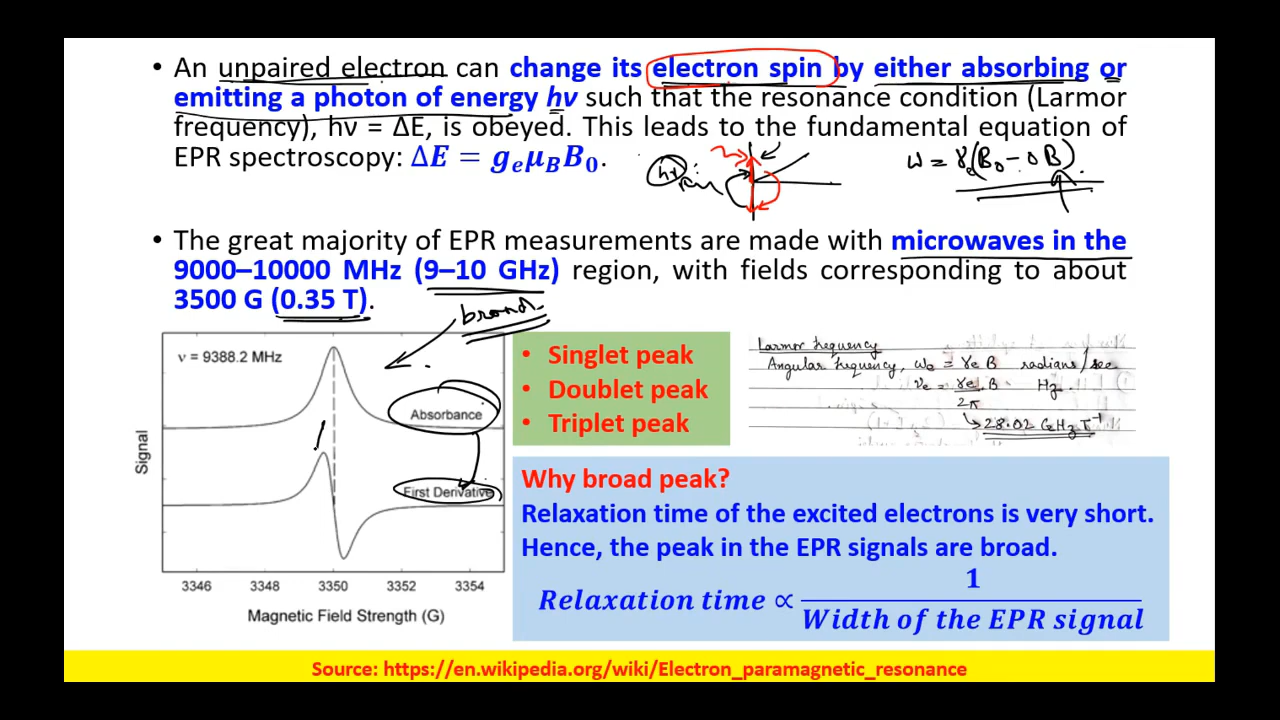 • An unpaired electron can change its electron spin by either absorbing or
emitting a photon of energy hν such that the resonance condition (Larmor
frequency), hν = ΔE, is obeyed. This leads to the fundamental equation of
EPR spectroscopy: ΔE = gₑμ_B B₀.
hν
ω = γₑ(B₀ - σB).
• The great majority of EPR measurements are made with microwaves in the
9000–10000 MHz (9–10 GHz) region, with fields corresponding to about
3500 G (0.35 T).
broad
ν = 9388.2 MHz
Absorbance
First Derivative
Signal
3346 3348 3350 3352 3354
Magnetic Field Strength (G)
• Singlet peak
• Doublet peak
• Triplet peak
Larmor frequency
Angular frequency, ω₀ = γₑ B radians/sec
νₑ = γₑ/2π . B Hz.
28.02 GHz T⁻¹
Why broad peak?
Relaxation time of the excited electrons is very short.
Hence, the peak in the EPR signals are broad.
Relaxation time ∝ 1 / Width of the EPR signal
Source: https://en.wikipedia.org/wiki/Electron_paramagnetic_resonance